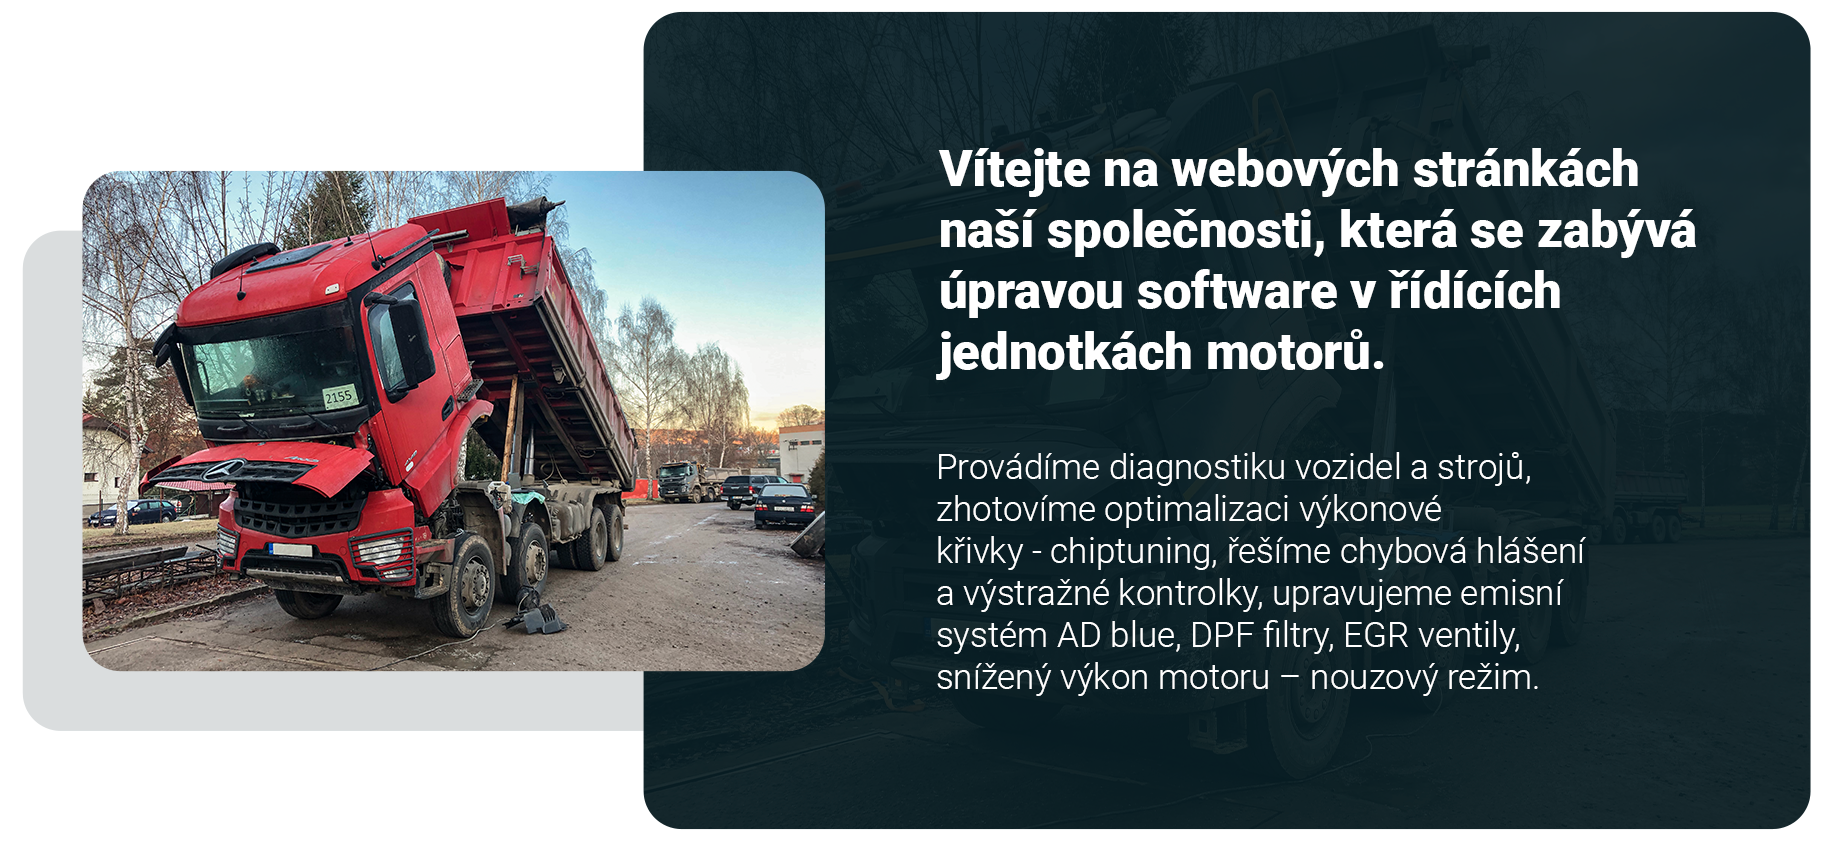 Vítejte na webových stránkách
naší společnosti, která se zabývá
úpravou software v řídících
jednotkách motorů.
Provádíme diagnostiku vozidel a strojů,
zhotovíme optimalizaci výkonové
křivky - chiptuning, řešíme chybová hlášení
a výstražné kontrolky, upravujeme emisní
systém AD blue, DPF filtry, EGR ventily,
snížený výkon motoru – nouzový režim.
2155